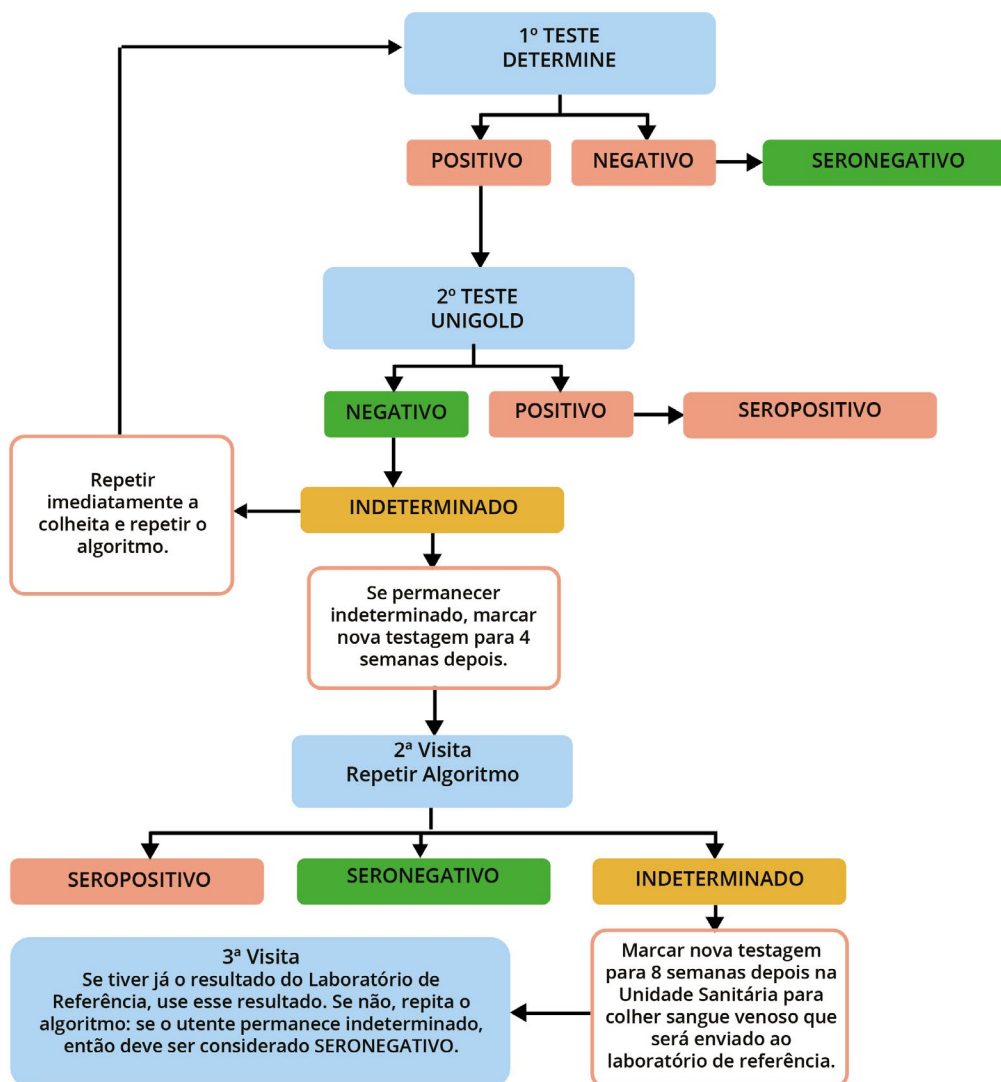 1º TESTE
DETERMINE
POSITIVO
NEGATIVO
SERONEGATIVO
2º TESTE
UNIGOLD
NEGATIVO
POSITIVO
SEROPOSITIVO
Repetir
imediatamente a
colheita e repetir o
algoritmo.
INDETERMINADO
Se permanecer
indeterminado, marcar
nova testagem para 4
semanas depois.
2ª Visita
Repetir Algoritmo
SEROPOSITIVO
SERONEGATIVO
INDETERMINADO
3ª Visita
Se tiver já o resultado do Laboratório de
Referência, use esse resultado. Se não, repita o
algoritmo: se o utente permanece indeterminado,
então deve ser considerado SERONEGATIVO.
Marcar nova testagem
para 8 semanas depois na
Unidade Sanitária para
colher sangue venoso que
será enviado ao
laboratório de referência.